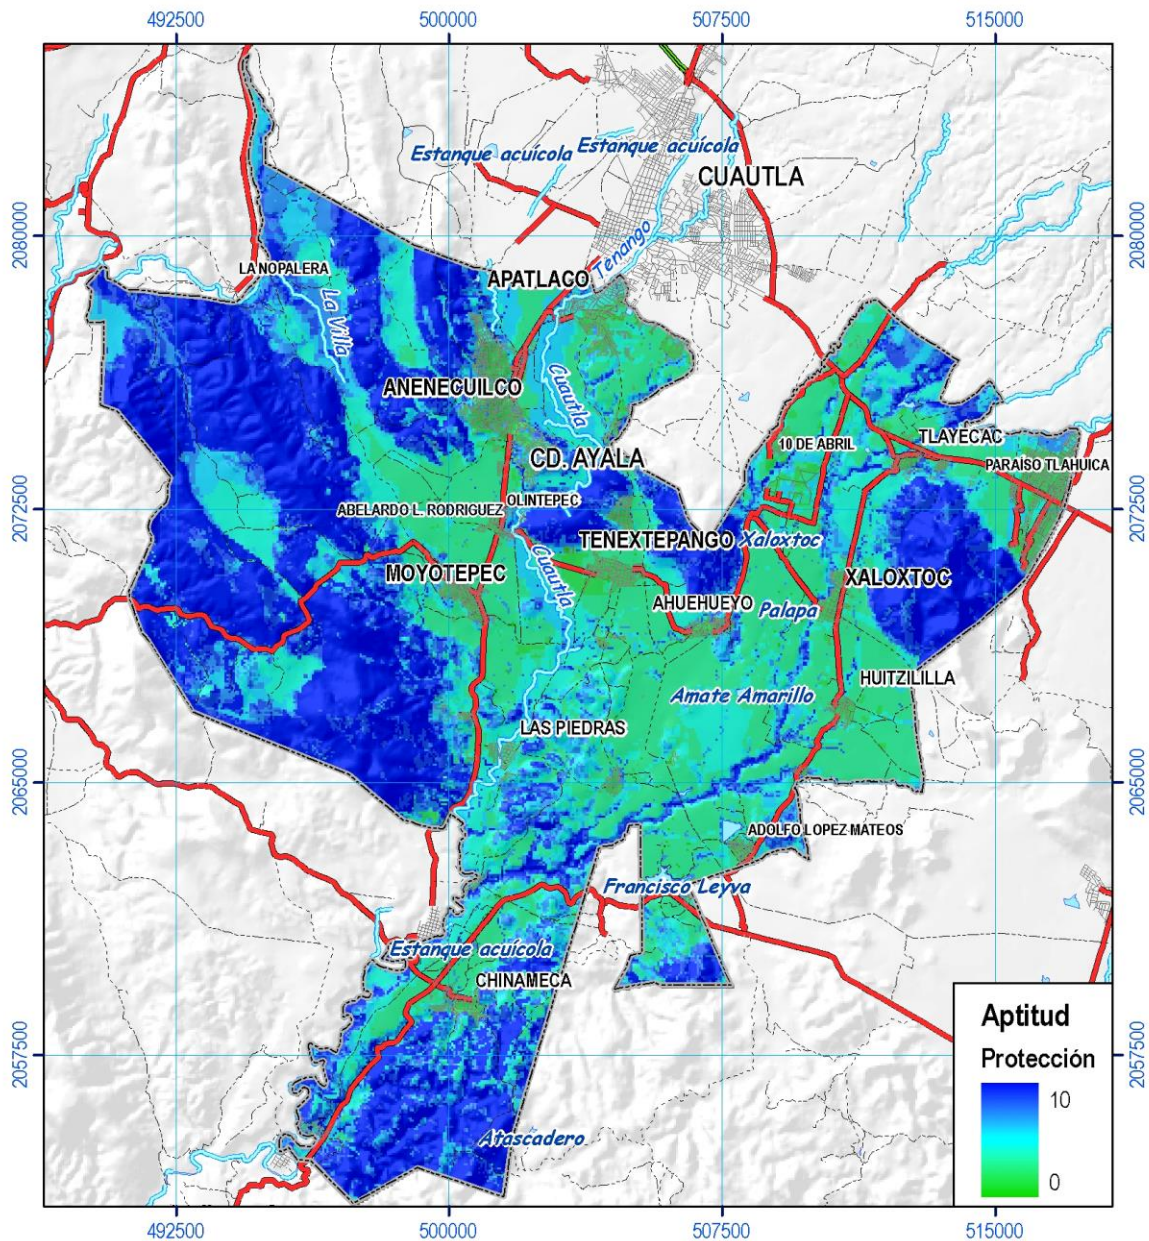 492500
500000
507500
515000
Estanque acuícola
Estanque acuícola
CUAUTLA
2080000
2080000
Tenango
LA NOPALERA
APATLACO
La Villa
ANENECUILCO
Cuautla
10 DE ABRIL
TLAYECAC
CD. AYALA
PARAISO TLAHUICA
2072500
2072500
OLINTEPEC
ABELARDO L. RODRIGUEZ
TENEXTEPANGO
Xaloxtoc
Cuautla
MOYOTEPEC
XALOXTOC
AHUEHUEYO
Palapa
HUITZILILLA
Amate Amarillo
LAS PIEDRAS
2065000
2065000
ADOLFO LOPEZ MATEOS
Francisco Leyva
Estanque acuícola
CHINAMECA
Aptitud
Protección
10
0
2057500
2057500
Atascadero
492500
500000
507500
515000